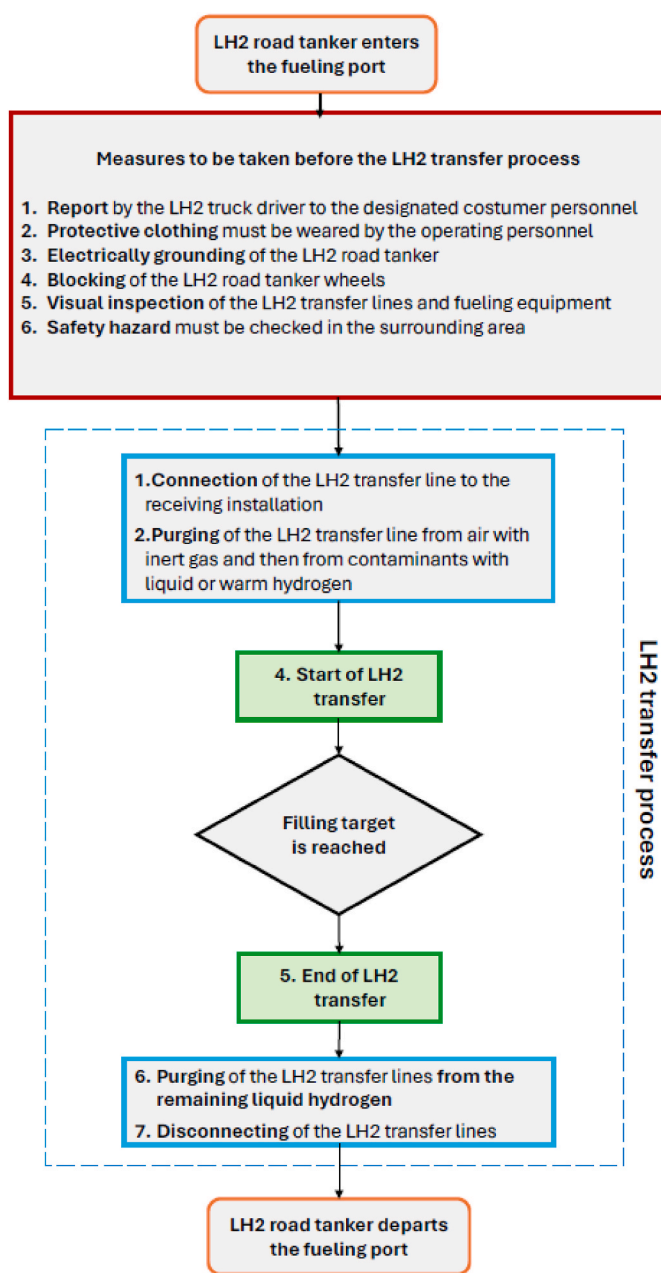 LH2 road tanker enters
the fueling port
Measures to be taken before the LH2 transfer process
1. Report by the LH2 truck driver to the designated costumer personnel
2. Protective clothing must be weared by the operating personnel
3. Electrically grounding of the LH2 road tanker
4. Blocking of the LH2 road tanker wheels
5. Visual inspection of the LH2 transfer lines and fueling equipment
6. Safety hazard must be checked in the surrounding area
1.Connection of the LH2 transfer line to the
receiving installation
2.Purging of the LH2 transfer line from air with
inert gas and then from contaminants with
liquid or warm hydrogen
4. Start of LH2
transfer
Filling target
is reached
5. End of LH2
transfer
6. Purging of the LH2 transfer lines from the
remaining liquid hydrogen
7. Disconnecting of the LH2 transfer lines
LH2 transfer process
LH2 road tanker departs
the fueling port